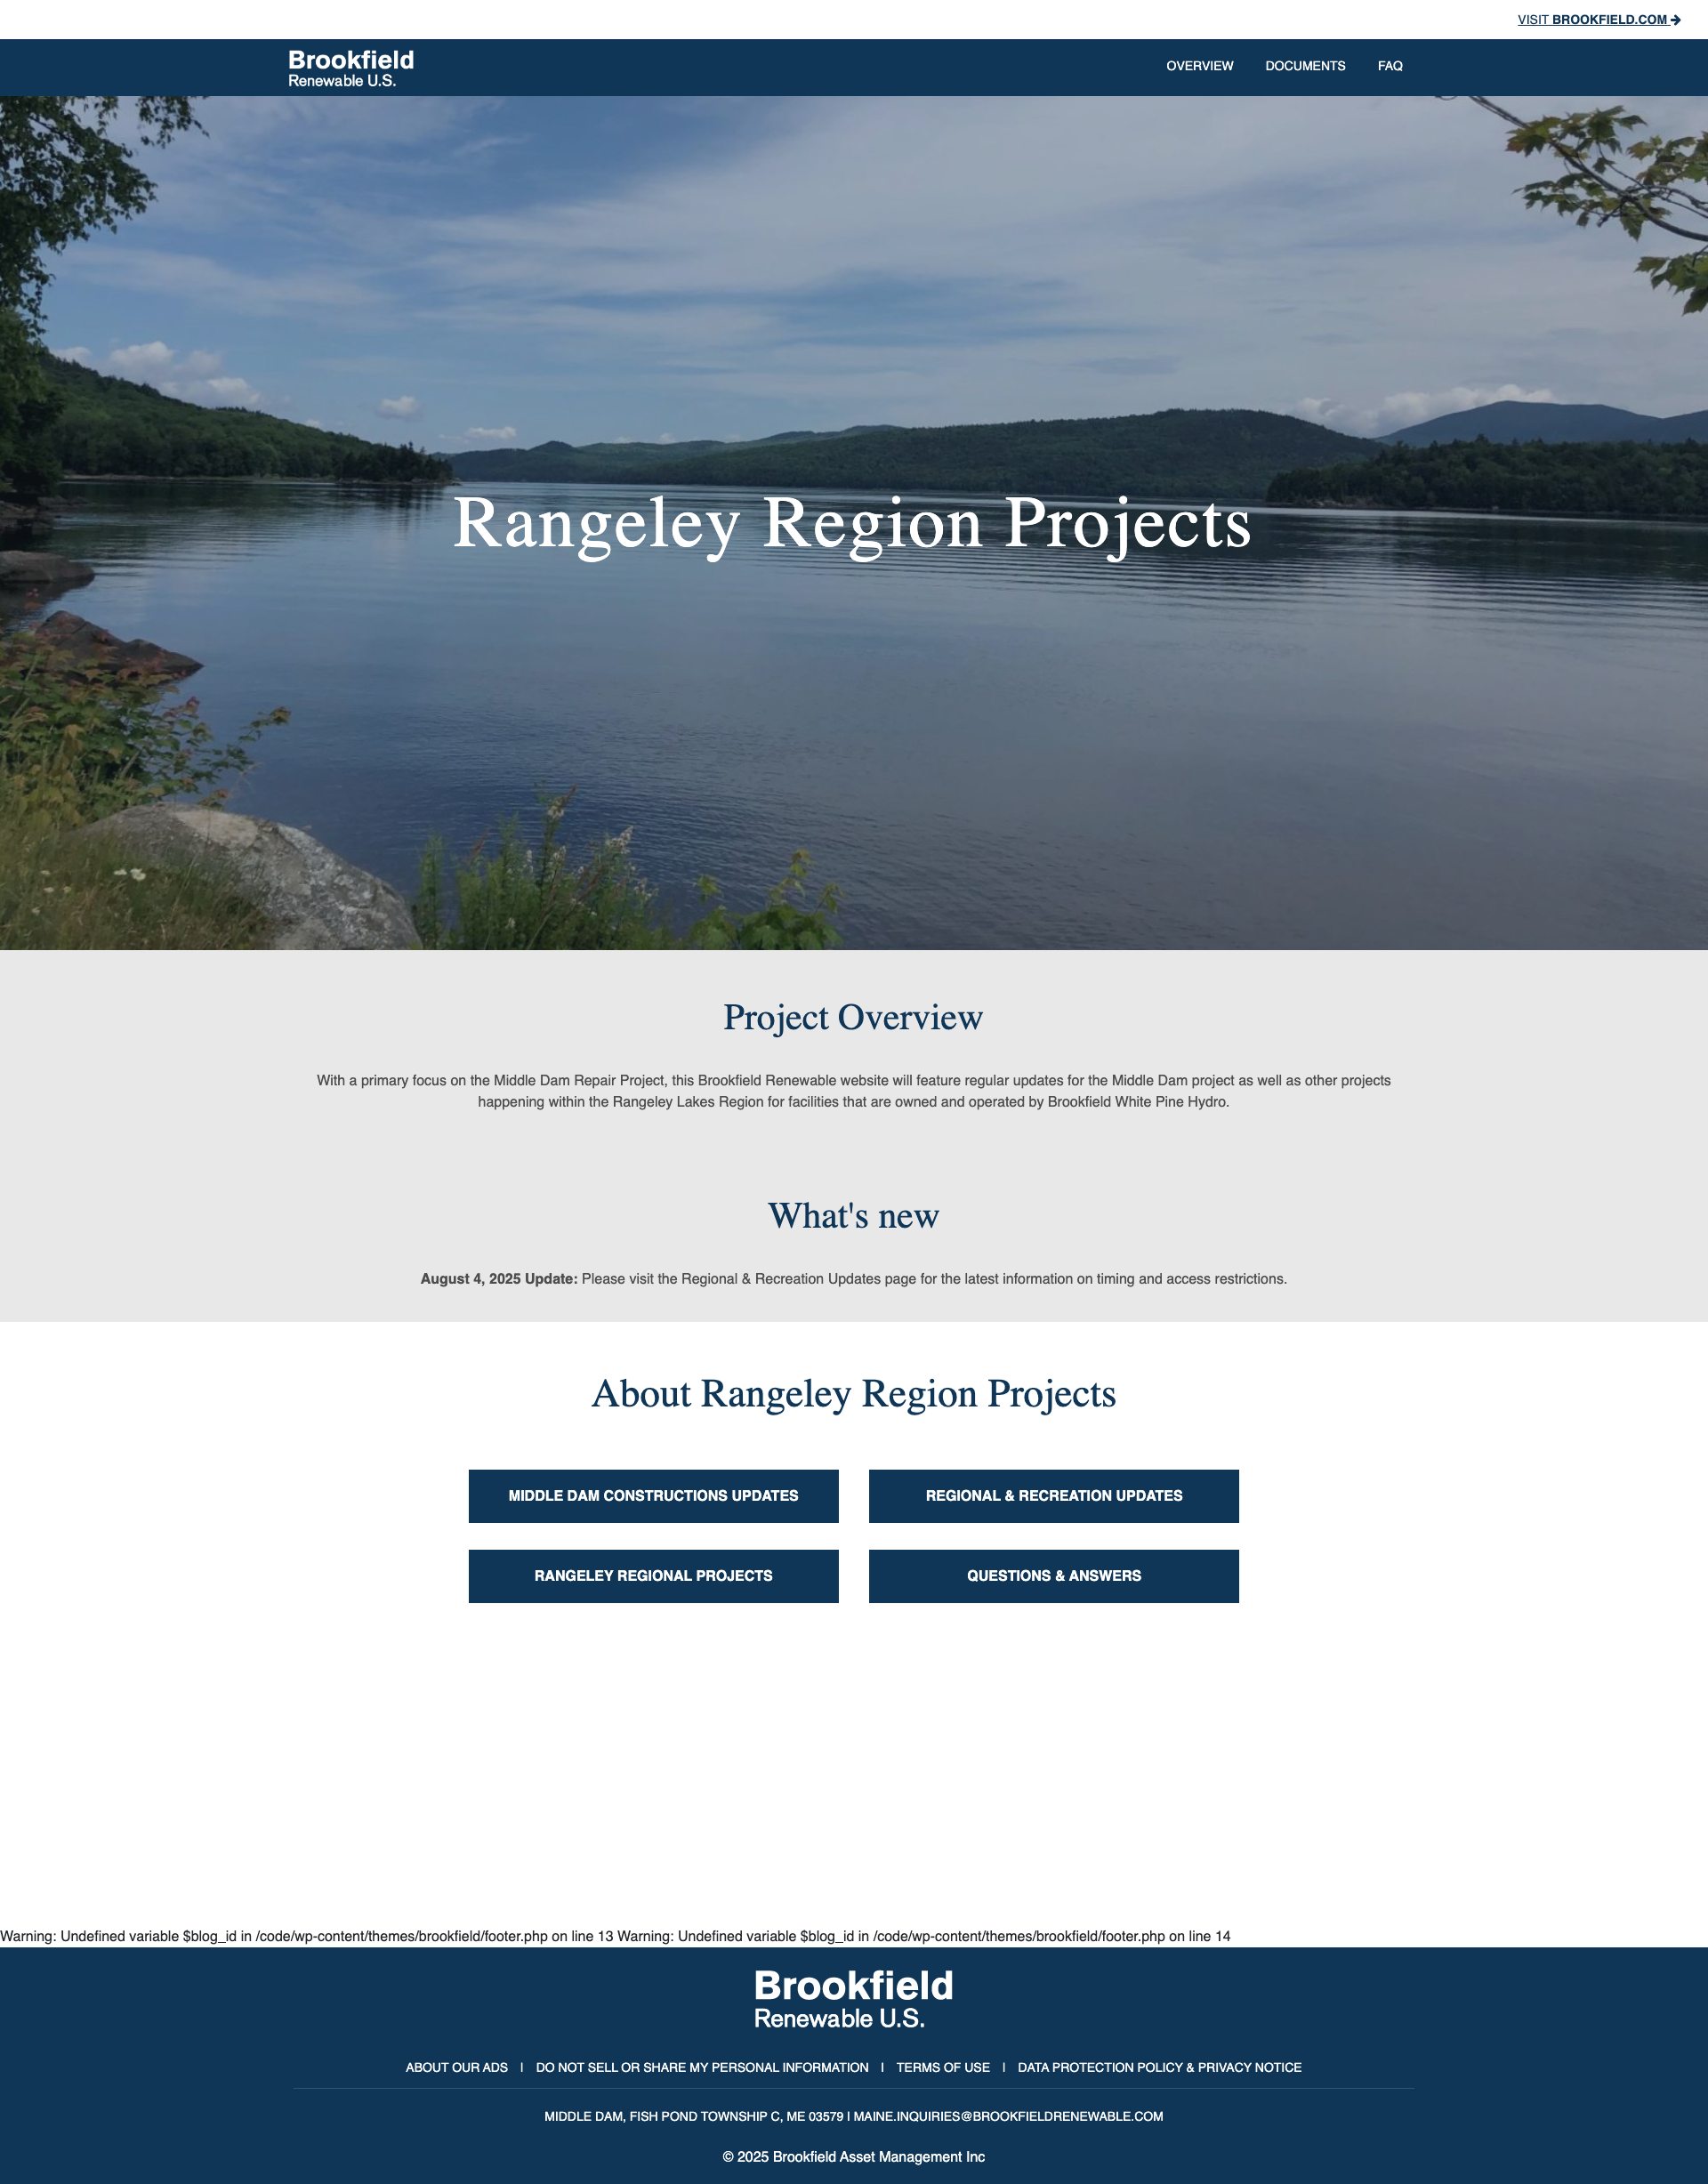 VISIT BROOKFIELD.COM
Brookfield
Renewable U.S.
OVERVIEW DOCUMENTS FAQ
Rangeley Region Projects
Project Overview
With a primary focus on the Middle Dam Repair Project, this Brookfield Renewable website will feature regular updates for the Middle Dam project as well as other projects
happening within the Rangeley Lakes Region for facilities that are owned and operated by Brookfield White Pine Hydro.
What's new
August 4, 2025 Update: Please visit the Regional & Recreation Updates page for the latest information on timing and access restrictions.
About Rangeley Region Projects
MIDDLE DAM CONSTRUCTIONS UPDATES
REGIONAL & RECREATION UPDATES
RANGELEY REGIONAL PROJECTS
QUESTIONS & ANSWERS
Warning: Undefined variable $blog_id in /code/wp-content/themes/brookfield/footer.php on line 13 Warning: Undefined variable $blog_id in /code/wp-content/themes/brookfield/footer.php on line 14
Brookfield
Renewable U.S.
ABOUT OUR ADS | DO NOT SELL OR SHARE MY PERSONAL INFORMATION | TERMS OF USE | DATA PROTECTION POLICY & PRIVACY NOTICE
MIDDLE DAM, FISH POND TOWNSHIP C, ME 03579 | MAINE.INQUIRIES@BROOKFIELDRENEWABLE.COM
© 2025 Brookfield Asset Management Inc